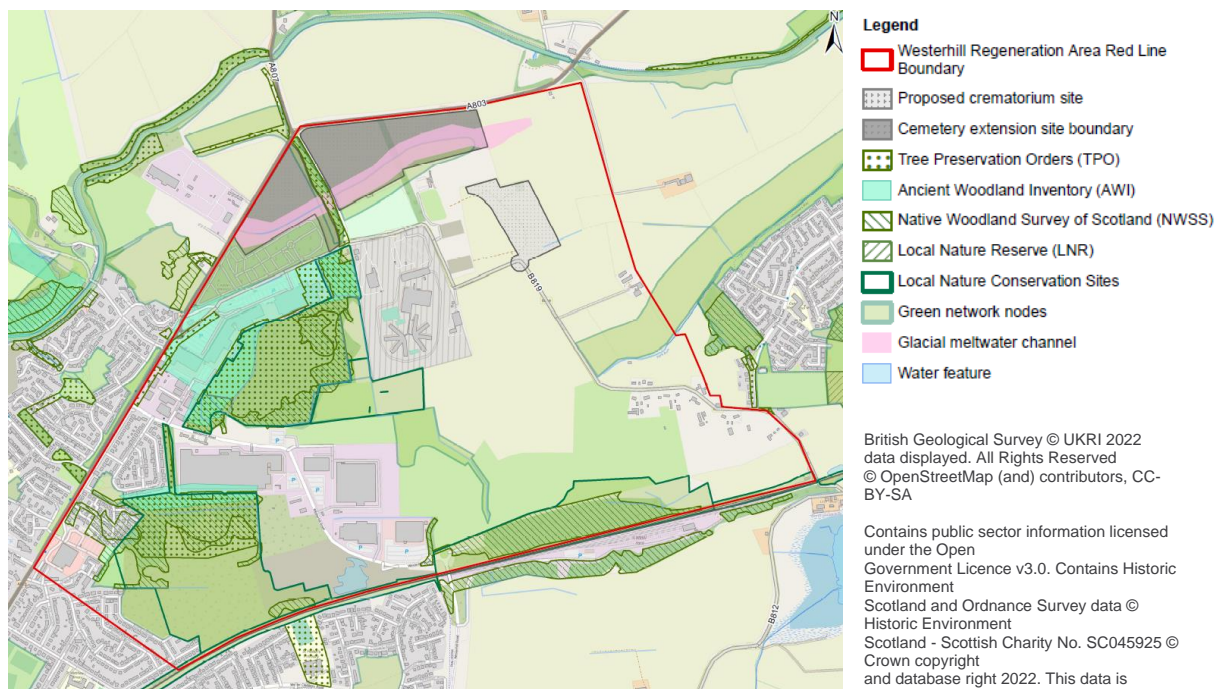 N
A807
A803
B819
B812
P
P
P
P
P
Legend
Westerhill Regeneration Area Red Line
Boundary
Proposed crematorium site
Cemetery extension site boundary
Tree Preservation Orders (TPO)
Ancient Woodland Inventory (AWI)
Native Woodland Survey of Scotland (NWSS)
Local Nature Reserve (LNR)
Local Nature Conservation Sites
Green network nodes
Glacial meltwater channel
Water feature
British Geological Survey © UKRI 2022
data displayed. All Rights Reserved
© OpenStreetMap (and) contributors, CC-
BY-SA
Contains public sector information licensed
under the Open
Government Licence v3.0. Contains Historic
Environment
Scotland and Ordnance Survey data ©
Historic Environment
Scotland - Scottish Charity No. SC045925 ©
Crown copyright
and database right 2022. This data is